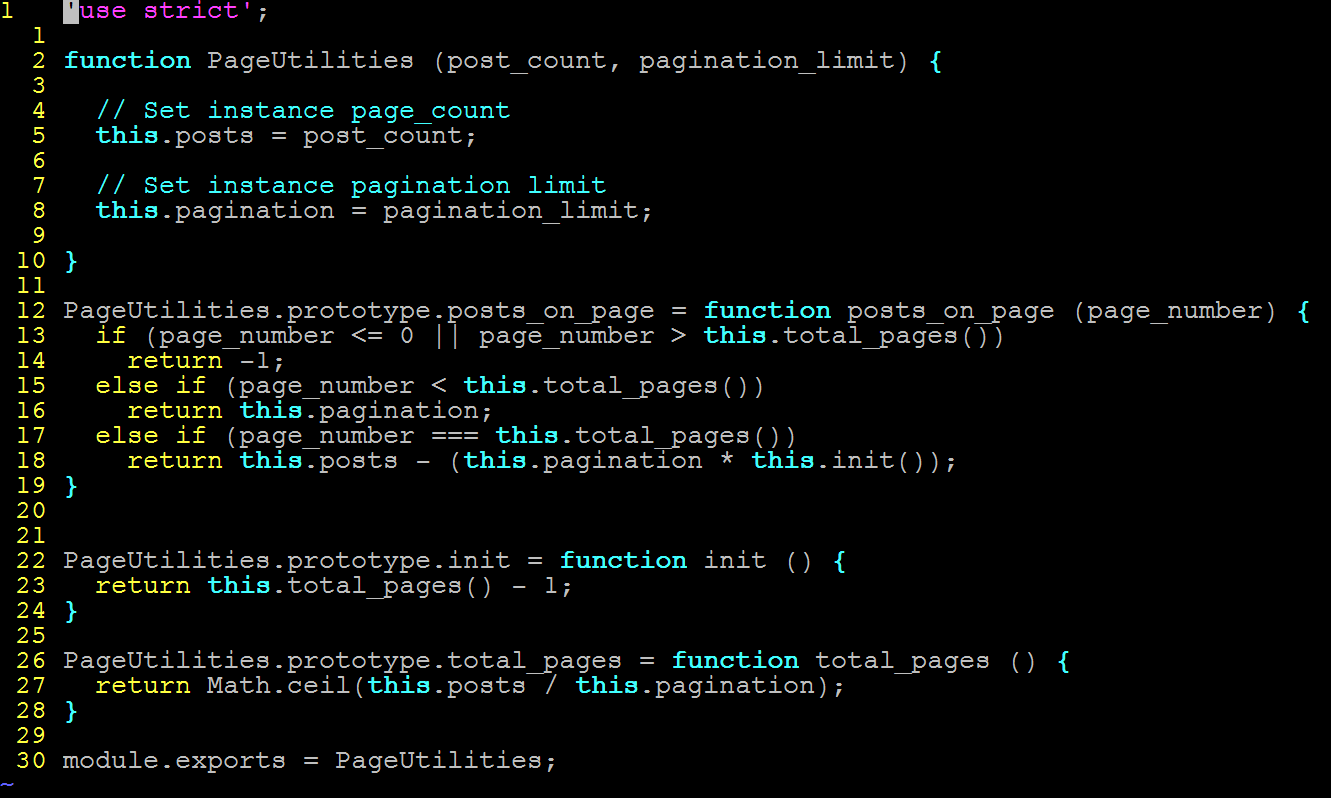 1  'use strict';
  1
  2 function PageUtilities (post_count, pagination_limit) {
  3
  4   // Set instance page_count
  5   this.posts = post_count;
  6
  7   // Set instance pagination limit
  8   this.pagination = pagination_limit;
  9
 10 }
 11
 12 PageUtilities.prototype.posts_on_page = function posts_on_page (page_number) {
 13   if (page_number <= 0 || page_number > this.total_pages())
 14     return -1;
 15   else if (page_number < this.total_pages())
 16     return this.pagination;
 17   else if (page_number === this.total_pages())
 18     return this.posts - (this.pagination * this.init());
 19 }
 20
 21
 22 PageUtilities.prototype.init = function init () {
 23   return this.total_pages() - 1;
 24 }
 25
 26 PageUtilities.prototype.total_pages = function total_pages () {
 27   return Math.ceil(this.posts / this.pagination);
 28 }
 29
 30 module.exports = PageUtilities;
~